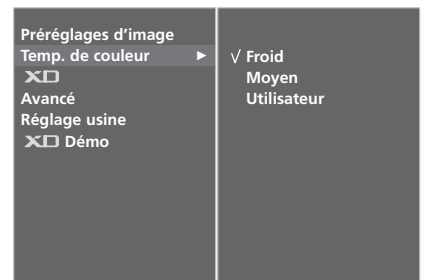 Préréglages d'image
Temp. de couleur ►
XD
Avancé
Réglage usine
XD Démo
√ Froid
Moyen
Utilisateur